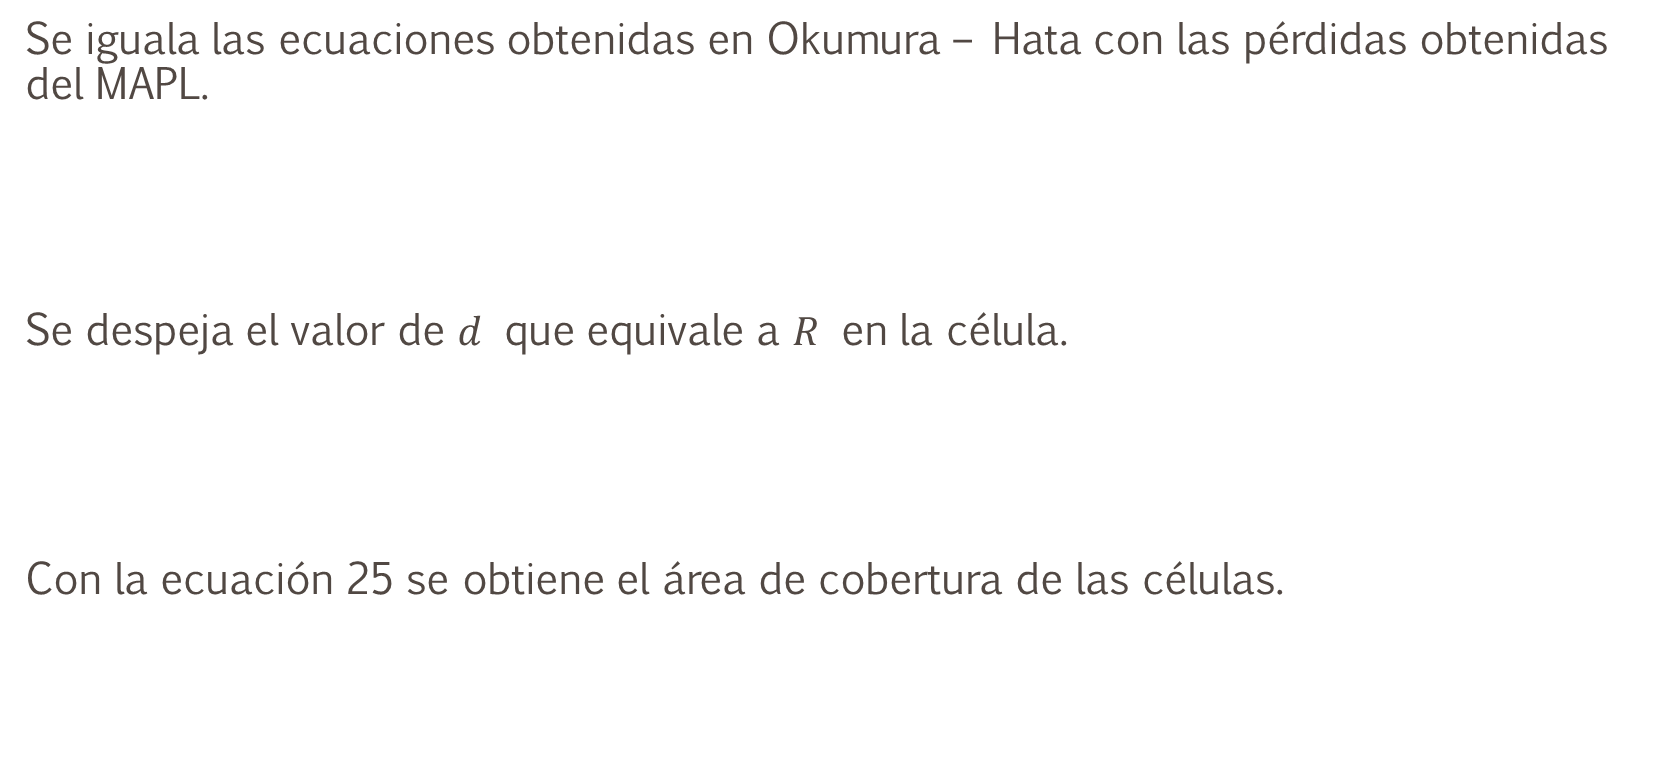 Se iguala las ecuaciones obtenidas en Okumura – Hata con las pérdidas obtenidas
del MAPL.
Se despeja el valor de d que equivale a R en la célula.
Con la ecuación 25 se obtiene el área de cobertura de las células.